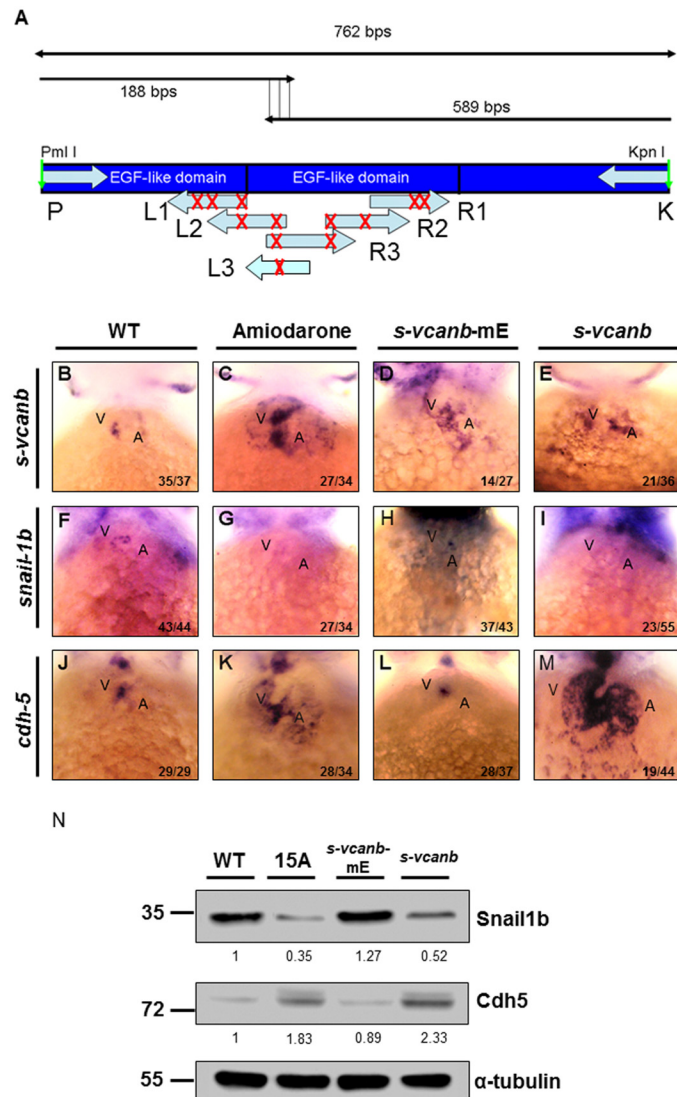 A
762 bps
188 bps
589 bps
Pml I
Kpn I
EGF-like domain
EGF-like domain
P
L1
R1
K
L2
R2
R3
L3
WT
Amiodarone
s-vcanb-mE
s-vcanb
s-vcanb
B
V
A
35/37
C
V
A
27/34
D
V
A
14/27
E
V
A
21/36
snail-1b
F
V
A
43/44
G
V
A
27/34
H
V
A
37/43
I
V
A
23/55
cdh-5
J
V
A
29/29
K
V
A
28/34
L
V
A
28/37
M
V
A
19/44
N
WT
15A
s-vcanb-
mE
s-vcanb
35
Snail1b
1 0.35 1.27 0.52
72
Cdh5
1 1.83 0.89 2.33
55
α-tubulin